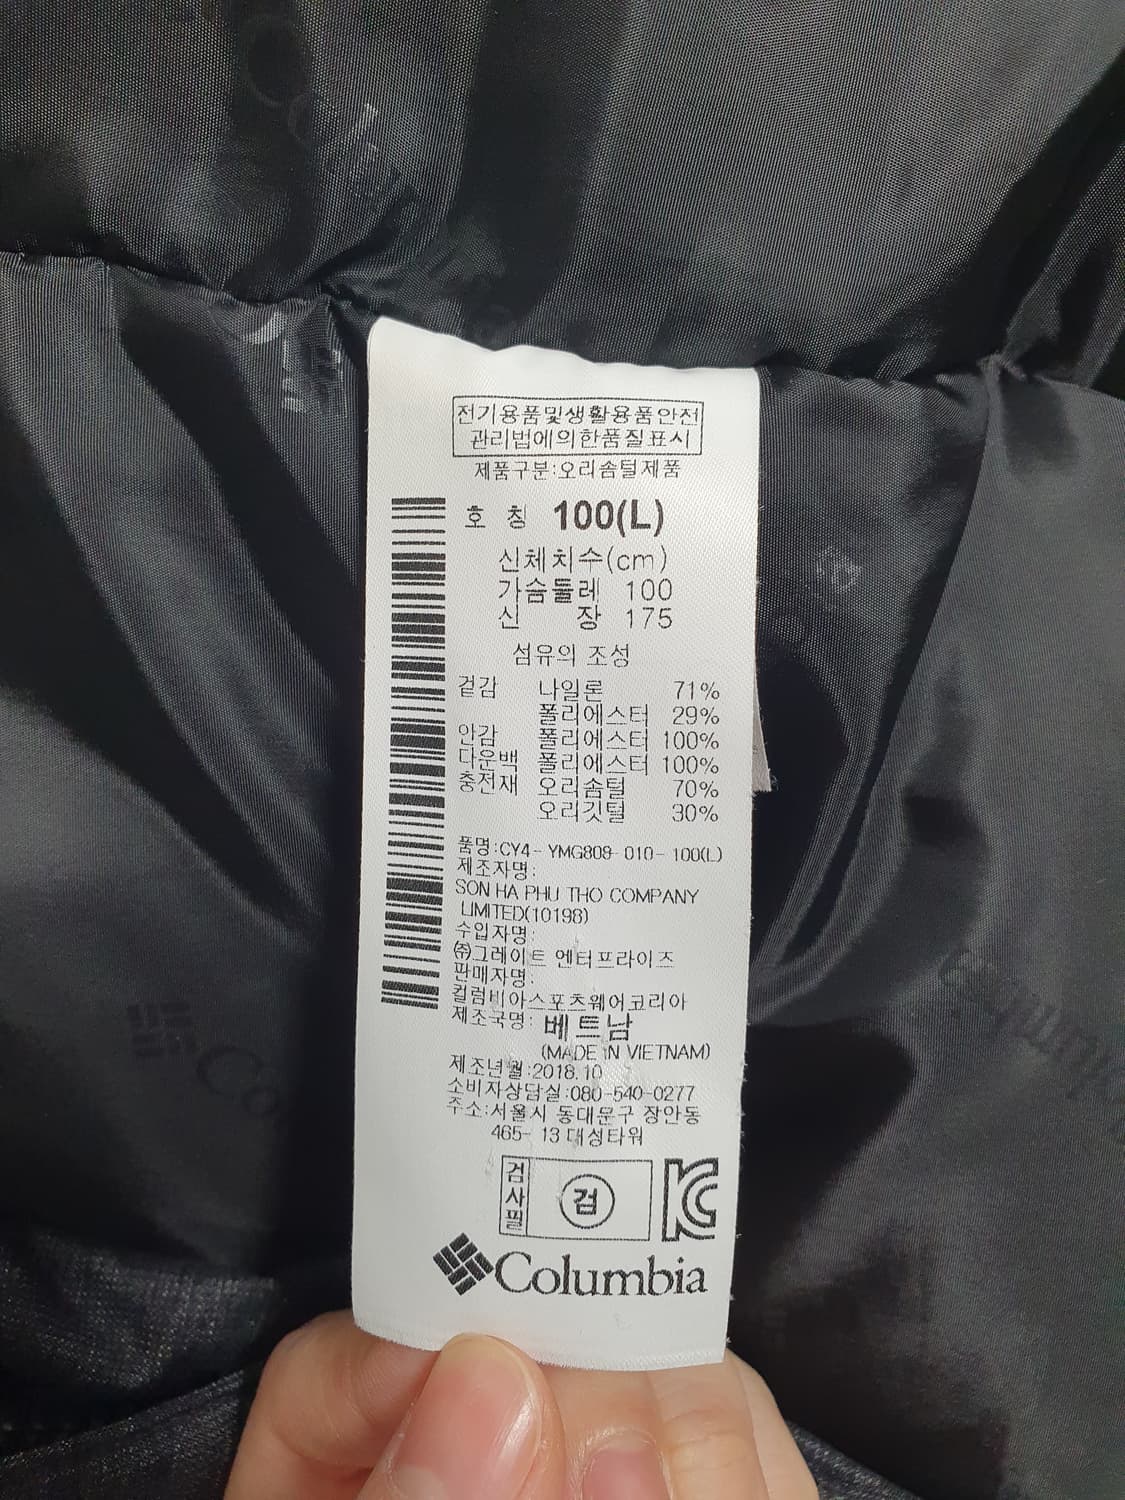 전기용품및생활용품안전
관리법에의한품질표시
제품구분:오리솜털제품
호 칭 100(L)
신체치수(cm)
가슴둘레 100
신 장 175
섬유의 조성
겉감 나일론 71%
폴리에스터 29%
안감 폴리에스터 100%
다운백 폴리에스터 100%
충전재 오리솜털 70%
오리깃털 30%
품명:CY4-YMG809-010-100(L)
제조자명:
SON HA PHU THO COMPANY
LIMITED(10198)
수입자명:
㈜그레이트 엔터프라이즈
판매자명:
컬럼비아스포츠웨어코리아
제조국명: 베트남
(MADE IN VIETNAM)
제조년월:2018.10
소비자상담실:080-540-0277
주소:서울시 동대문구 장안동
465-13 대성타워
검사필 검 KC
Columbia